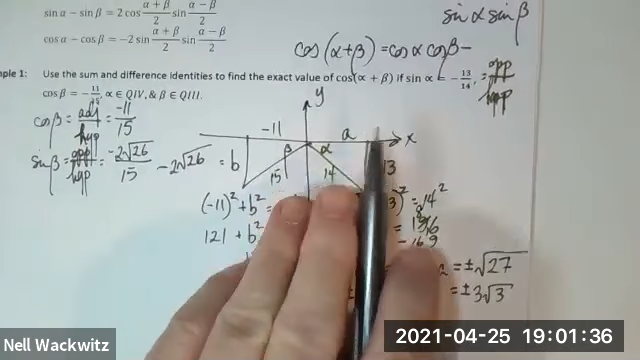 sin α − sin β = 2 cos (α+β)/2 sin (α−β)/2
cos α − cos β = −2 sin (α+β)/2 sin (α−β)/2
sin α sin β
cos (α+β) = cos α cos β −
ple 1: Use the sum and difference identities to find the exact value of cos(α + β) if sin α = −13/14, = opp/hyp
cos β = −11/15, α ∈ QIV, & β ∈ QIII.
cos β = adj/hyp = −11/15
sin β = opp/hyp = −2√26/15
−2√26 = b
y
x
−11
a
β
α
15
14
13
(−11)² + b² =
3)² = 14²
121 + b²
= 196
− 169
2 = ±√27
= ±3√3
Nell Wackwitz
2021-04-25 19:01:36